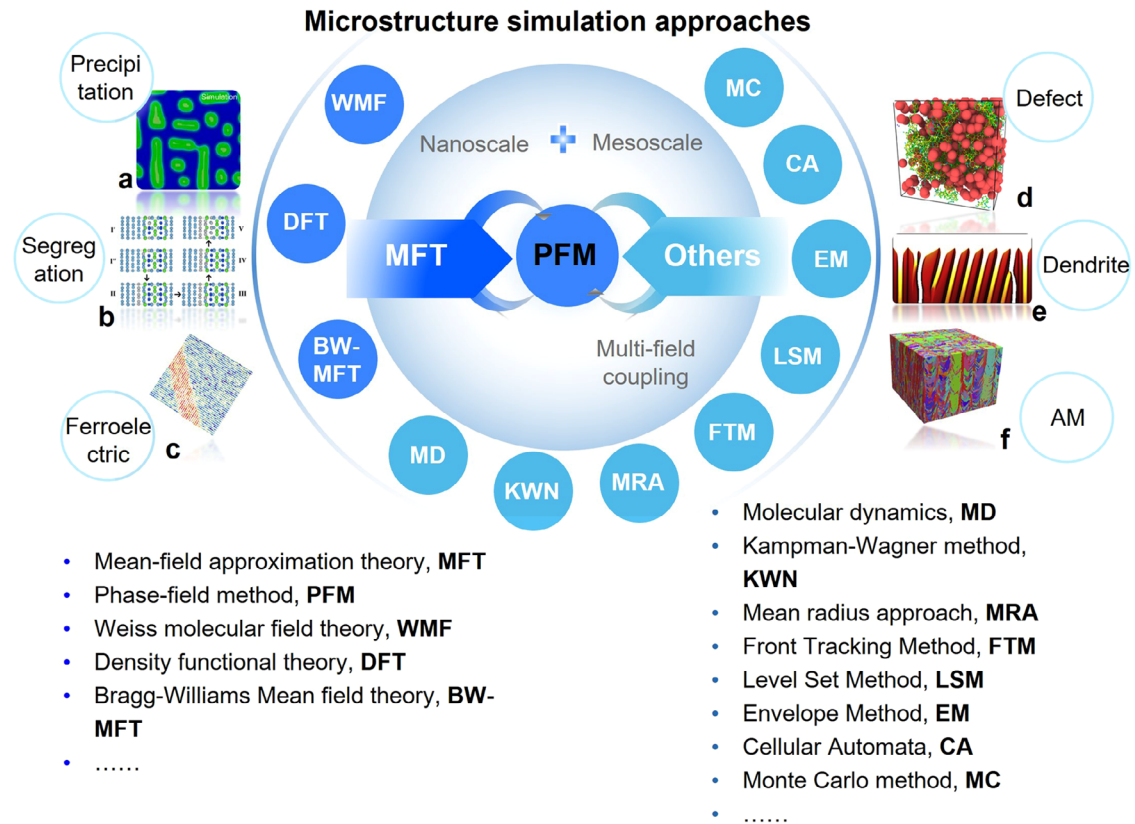 Microstructure simulation approaches
Precipi
tation
Simulation
a
Segreg
ation
I'
V
I''
IV
II
III
b
Ferroele
ctric
c
WMF
DFT
BW-
MFT
MD
KWN
MRA
FTM
LSM
EM
CA
MC
Nanoscale
Mesoscale
MFT
PFM
Others
Multi-field
coupling
Defect
d
Dendrite
e
AM
f
• Mean-field approximation theory, MFT
• Phase-field method, PFM
• Weiss molecular field theory, WMF
• Density functional theory, DFT
• Bragg-Williams Mean field theory, BW-
MFT
• ……
• Molecular dynamics, MD
• Kampman-Wagner method,
KWN
• Mean radius approach, MRA
• Front Tracking Method, FTM
• Level Set Method, LSM
• Envelope Method, EM
• Cellular Automata, CA
• Monte Carlo method, MC
• ……